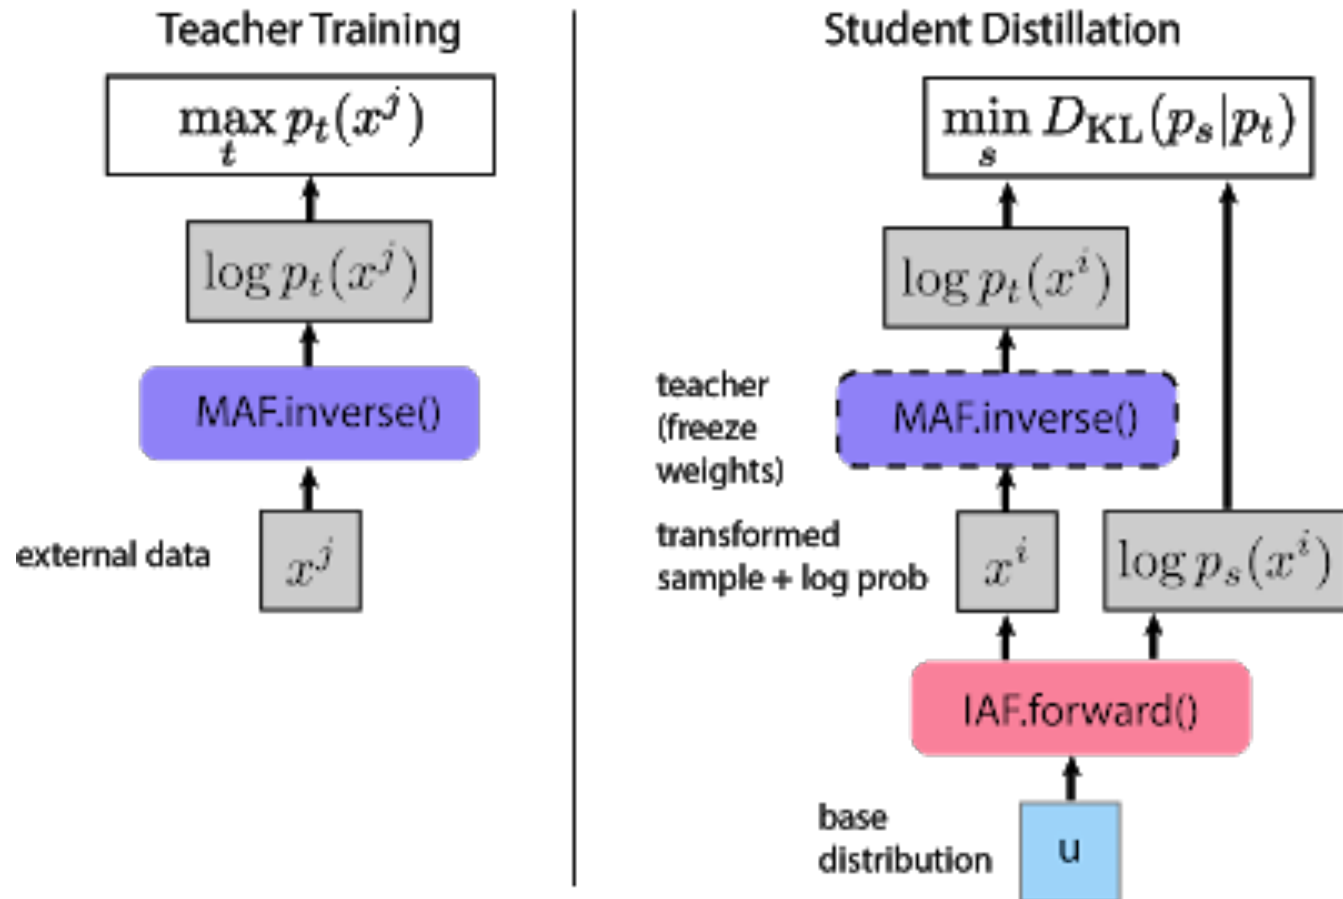 Teacher Training
max p_t(x^j)
t
log p_t(x^j)
MAF.inverse()
external data
x^j
Student Distillation
min D_KL(p_s|p_t)
s
log p_t(x^i)
teacher
(freeze
weights)
MAF.inverse()
transformed
sample + log prob
x^i
log p_s(x^i)
IAF.forward()
base
distribution
u